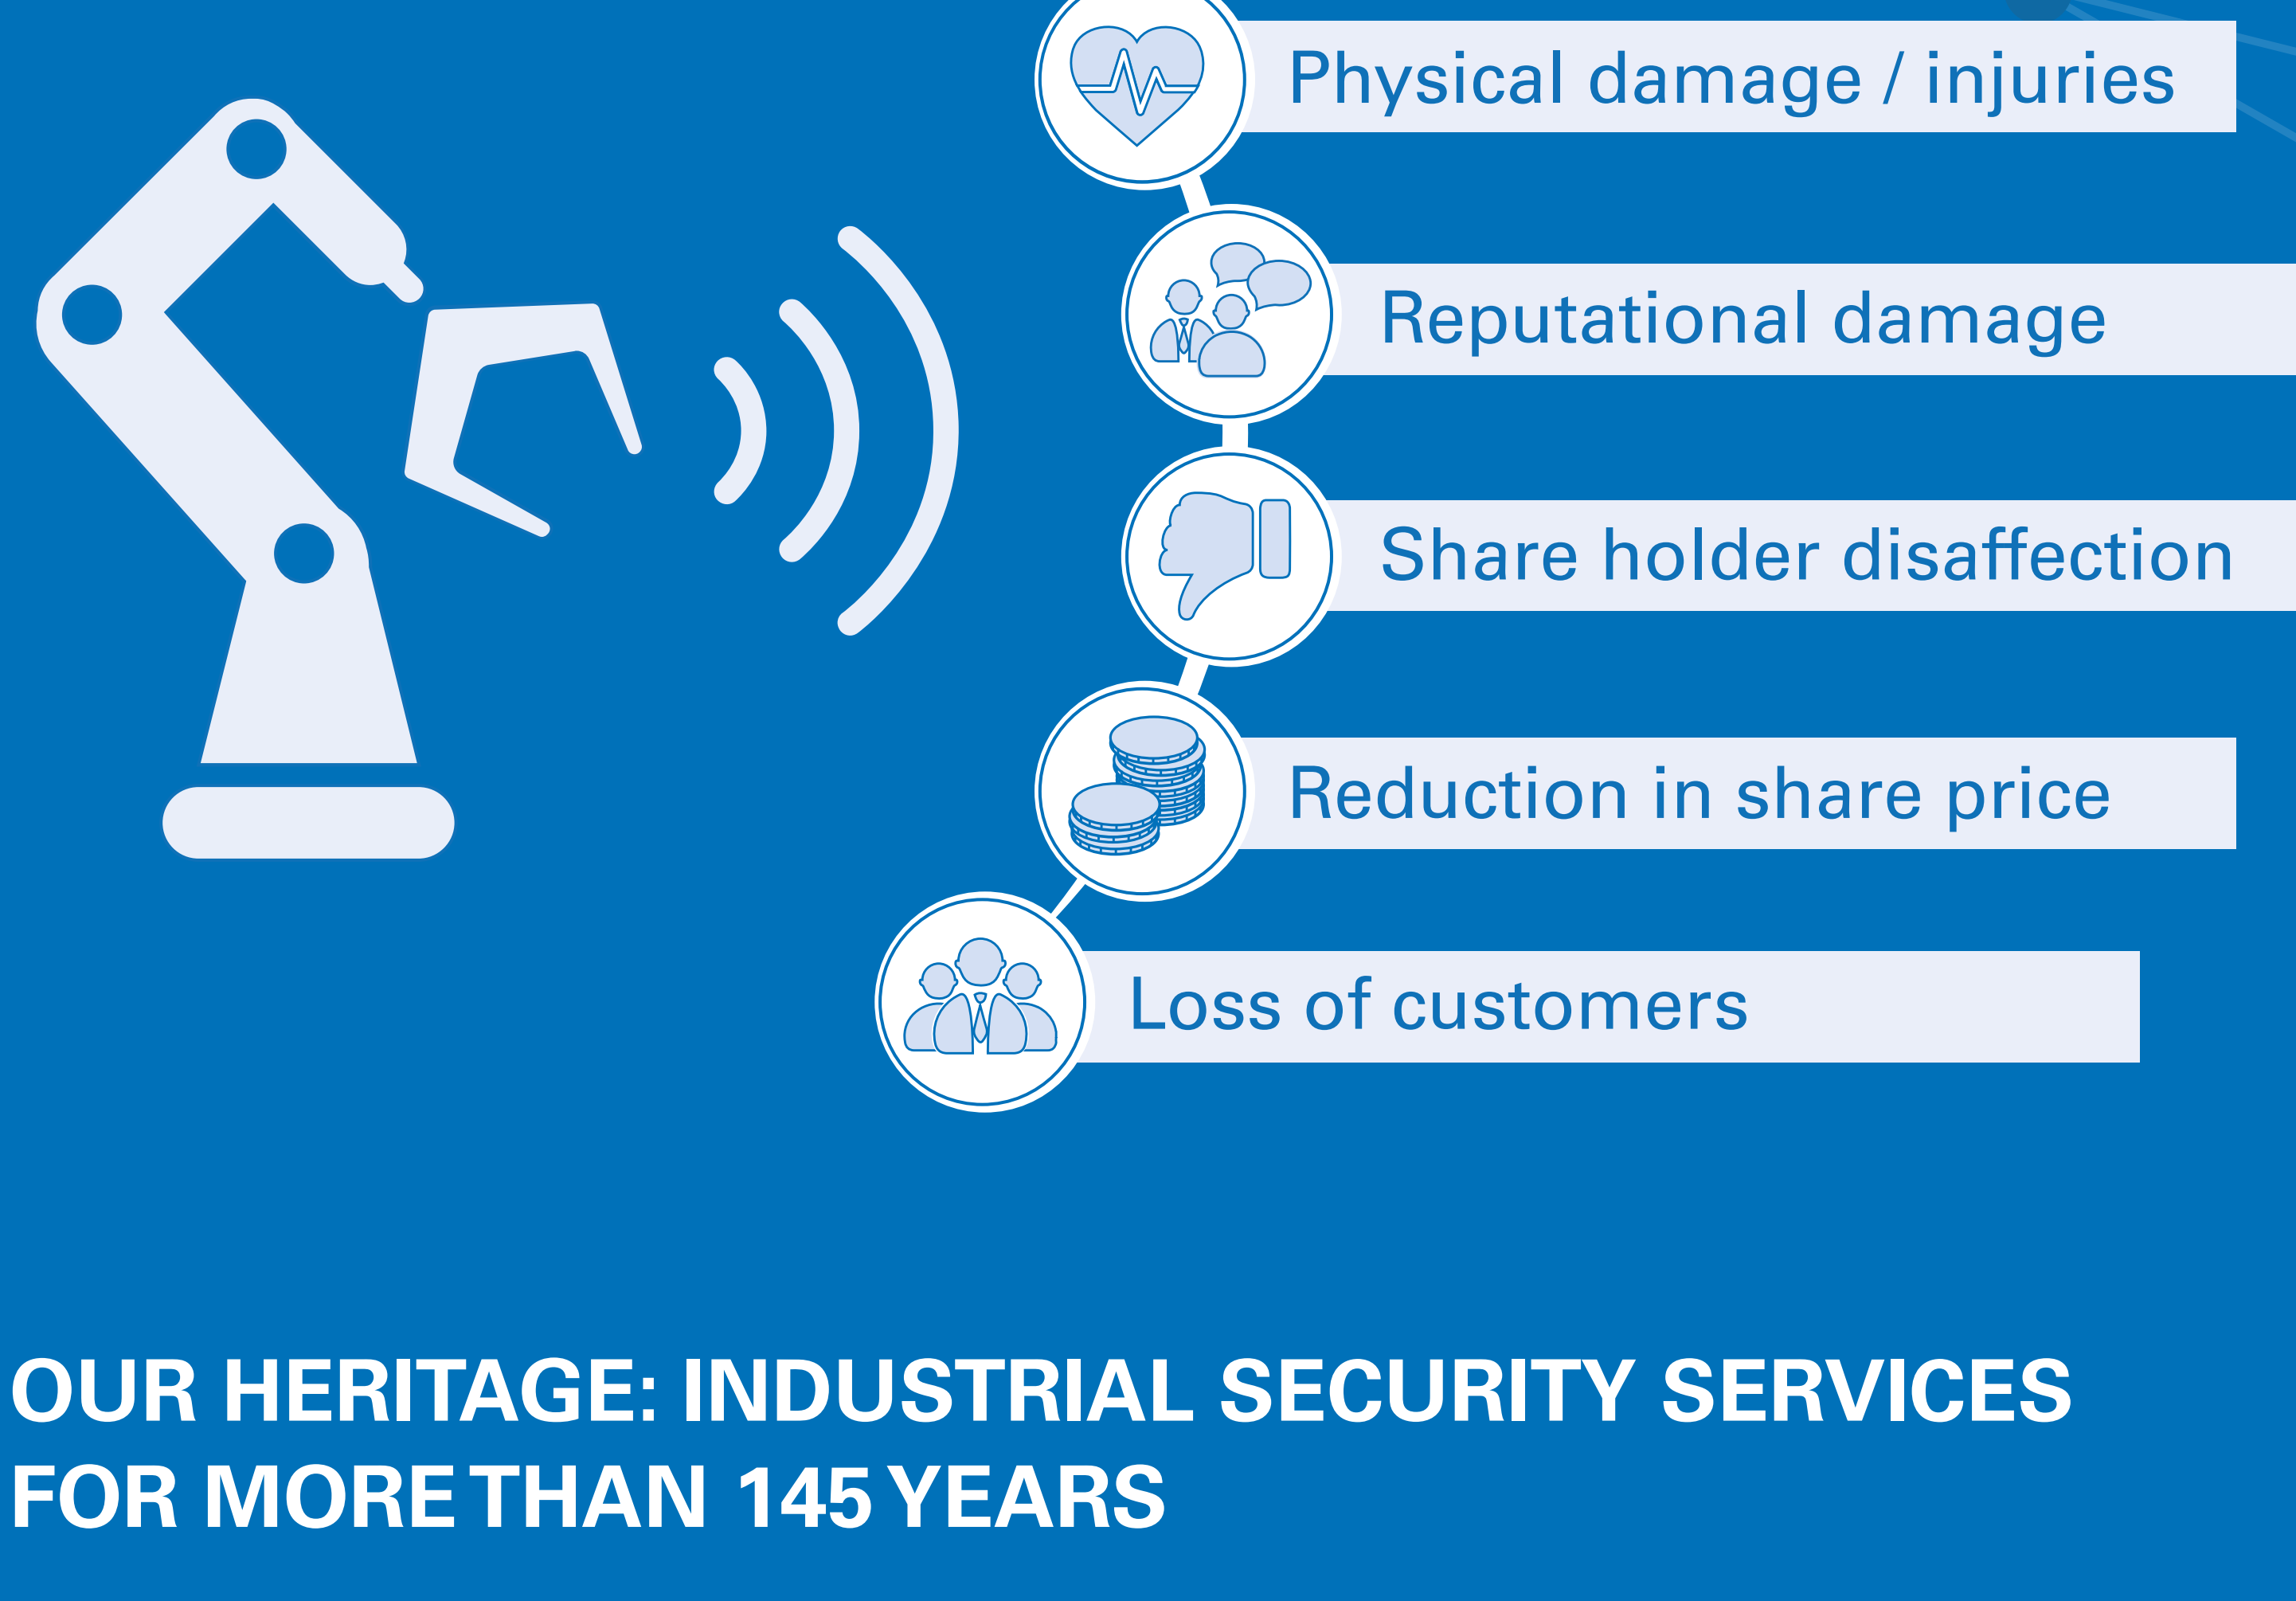 Physical damage / injuries
Reputational damage
Share holder disaffection
Reduction in share price
Loss of customers
OUR HERITAGE: INDUSTRIAL SECURITY SERVICES
FOR MORE THAN 145 YEARS